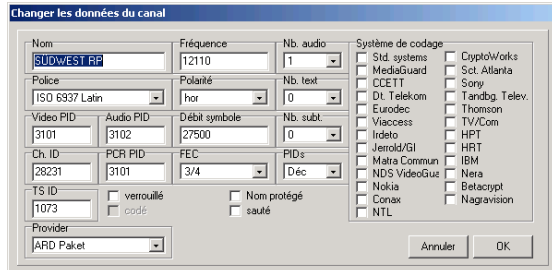 Changer les données du canal
Nom Fréquence Nb. audio Système de codage
SÜDWEST RP 12110 1 Std. systems CryptoWorks
MediaGuard Sct. Atlanta
Police Polarité Nb. text CCETT Sony
ISO 6937 Latin hor 0 Dt. Telekom Tandbg. Telev.
Eurodec Thomson
Video PID Audio PID Débit symbole Nb. subt. Viaccess TV/Com
3101 3102 27500 0 Irdeto HPT
Jerrold/GI HRT
Ch. ID PCR PID FEC PIDs Matra Commun IBM
28231 3101 3/4 Déc NDS VideoGua Nera
Nokia Betacrypt
TS ID verrouillé Nom protégé Conax Nagravision
1073 codé sauté NTL
Provider
ARD Paket Annuler OK